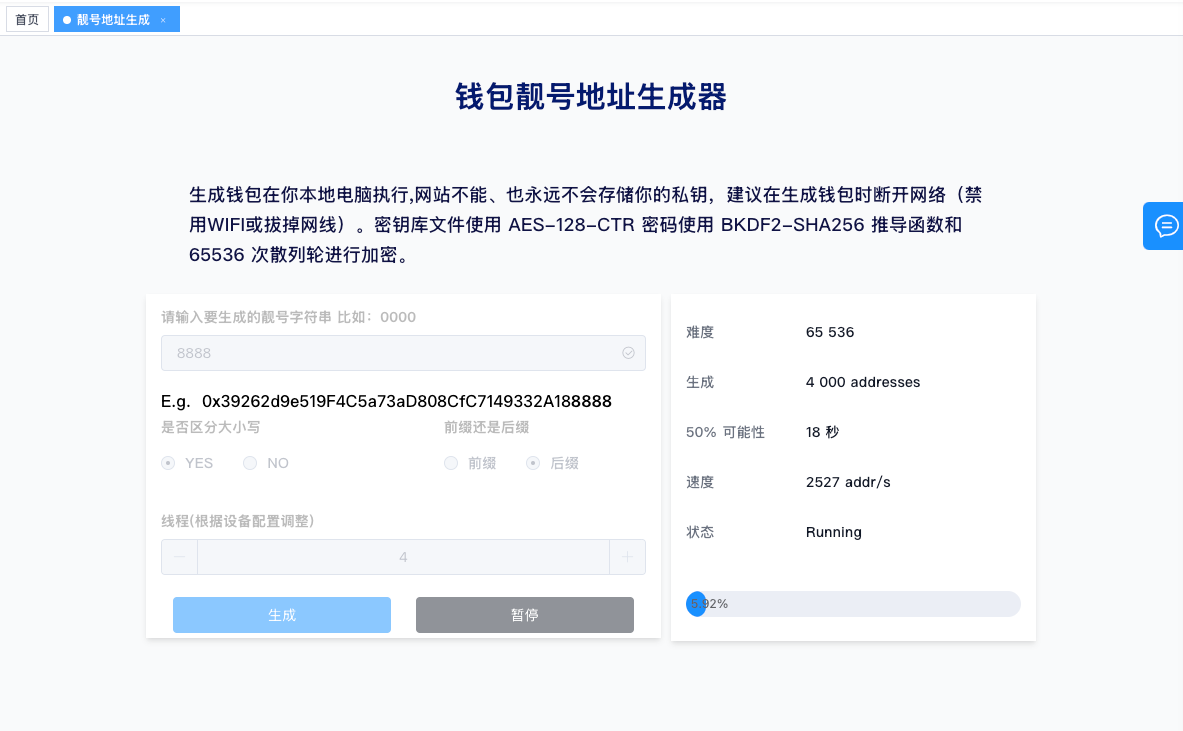 首页
靓号地址生成 ×
钱包靓号地址生成器
生成钱包在你本地电脑执行,网站不能、也永远不会存储你的私钥，建议在生成钱包时断开网络（禁
用WIFI或拔掉网线）。密钥库文件使用 AES-128-CTR 密码使用 BKDF2-SHA256 推导函数和
65536 次散列轮进行加密。
请输入要生成的靓号字符串 比如：0000
8888
E.g. 0x39262d9e519F4C5a73aD808CfC7149332A188888
是否区分大小写
YES NO
前缀还是后缀
前缀 后缀
线程(根据设备配置调整)
4
生成 暂停
难度 65 536
生成 4 000 addresses
50% 可能性 18 秒
速度 2527 addr/s
状态 Running
5.92%